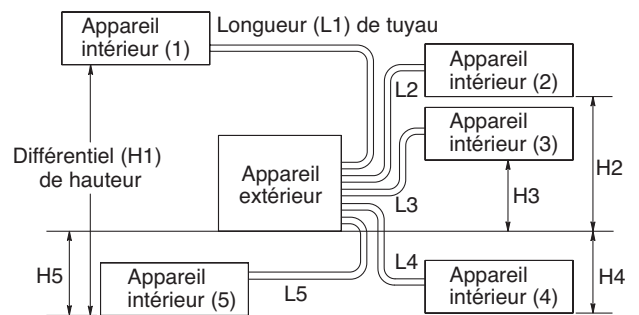 Appareil
intérieur (1)
Longueur (L1) de tuyau
Appareil
intérieur (2)
L2
Appareil
intérieur (3)
Différentiel (H1)
de hauteur
Appareil
extérieur
L3
H3
H2
H5
Appareil
intérieur (5)
L5
L4
Appareil
intérieur (4)
H4